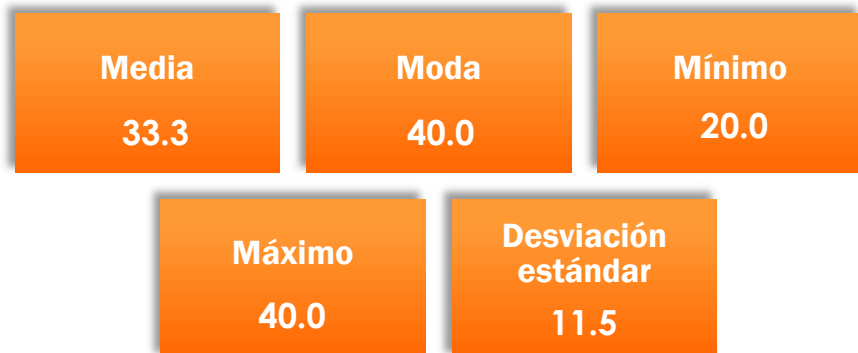 Media
33.3
Moda
40.0
Mínimo
20.0
Máximo
40.0
Desviación
estándar
11.5